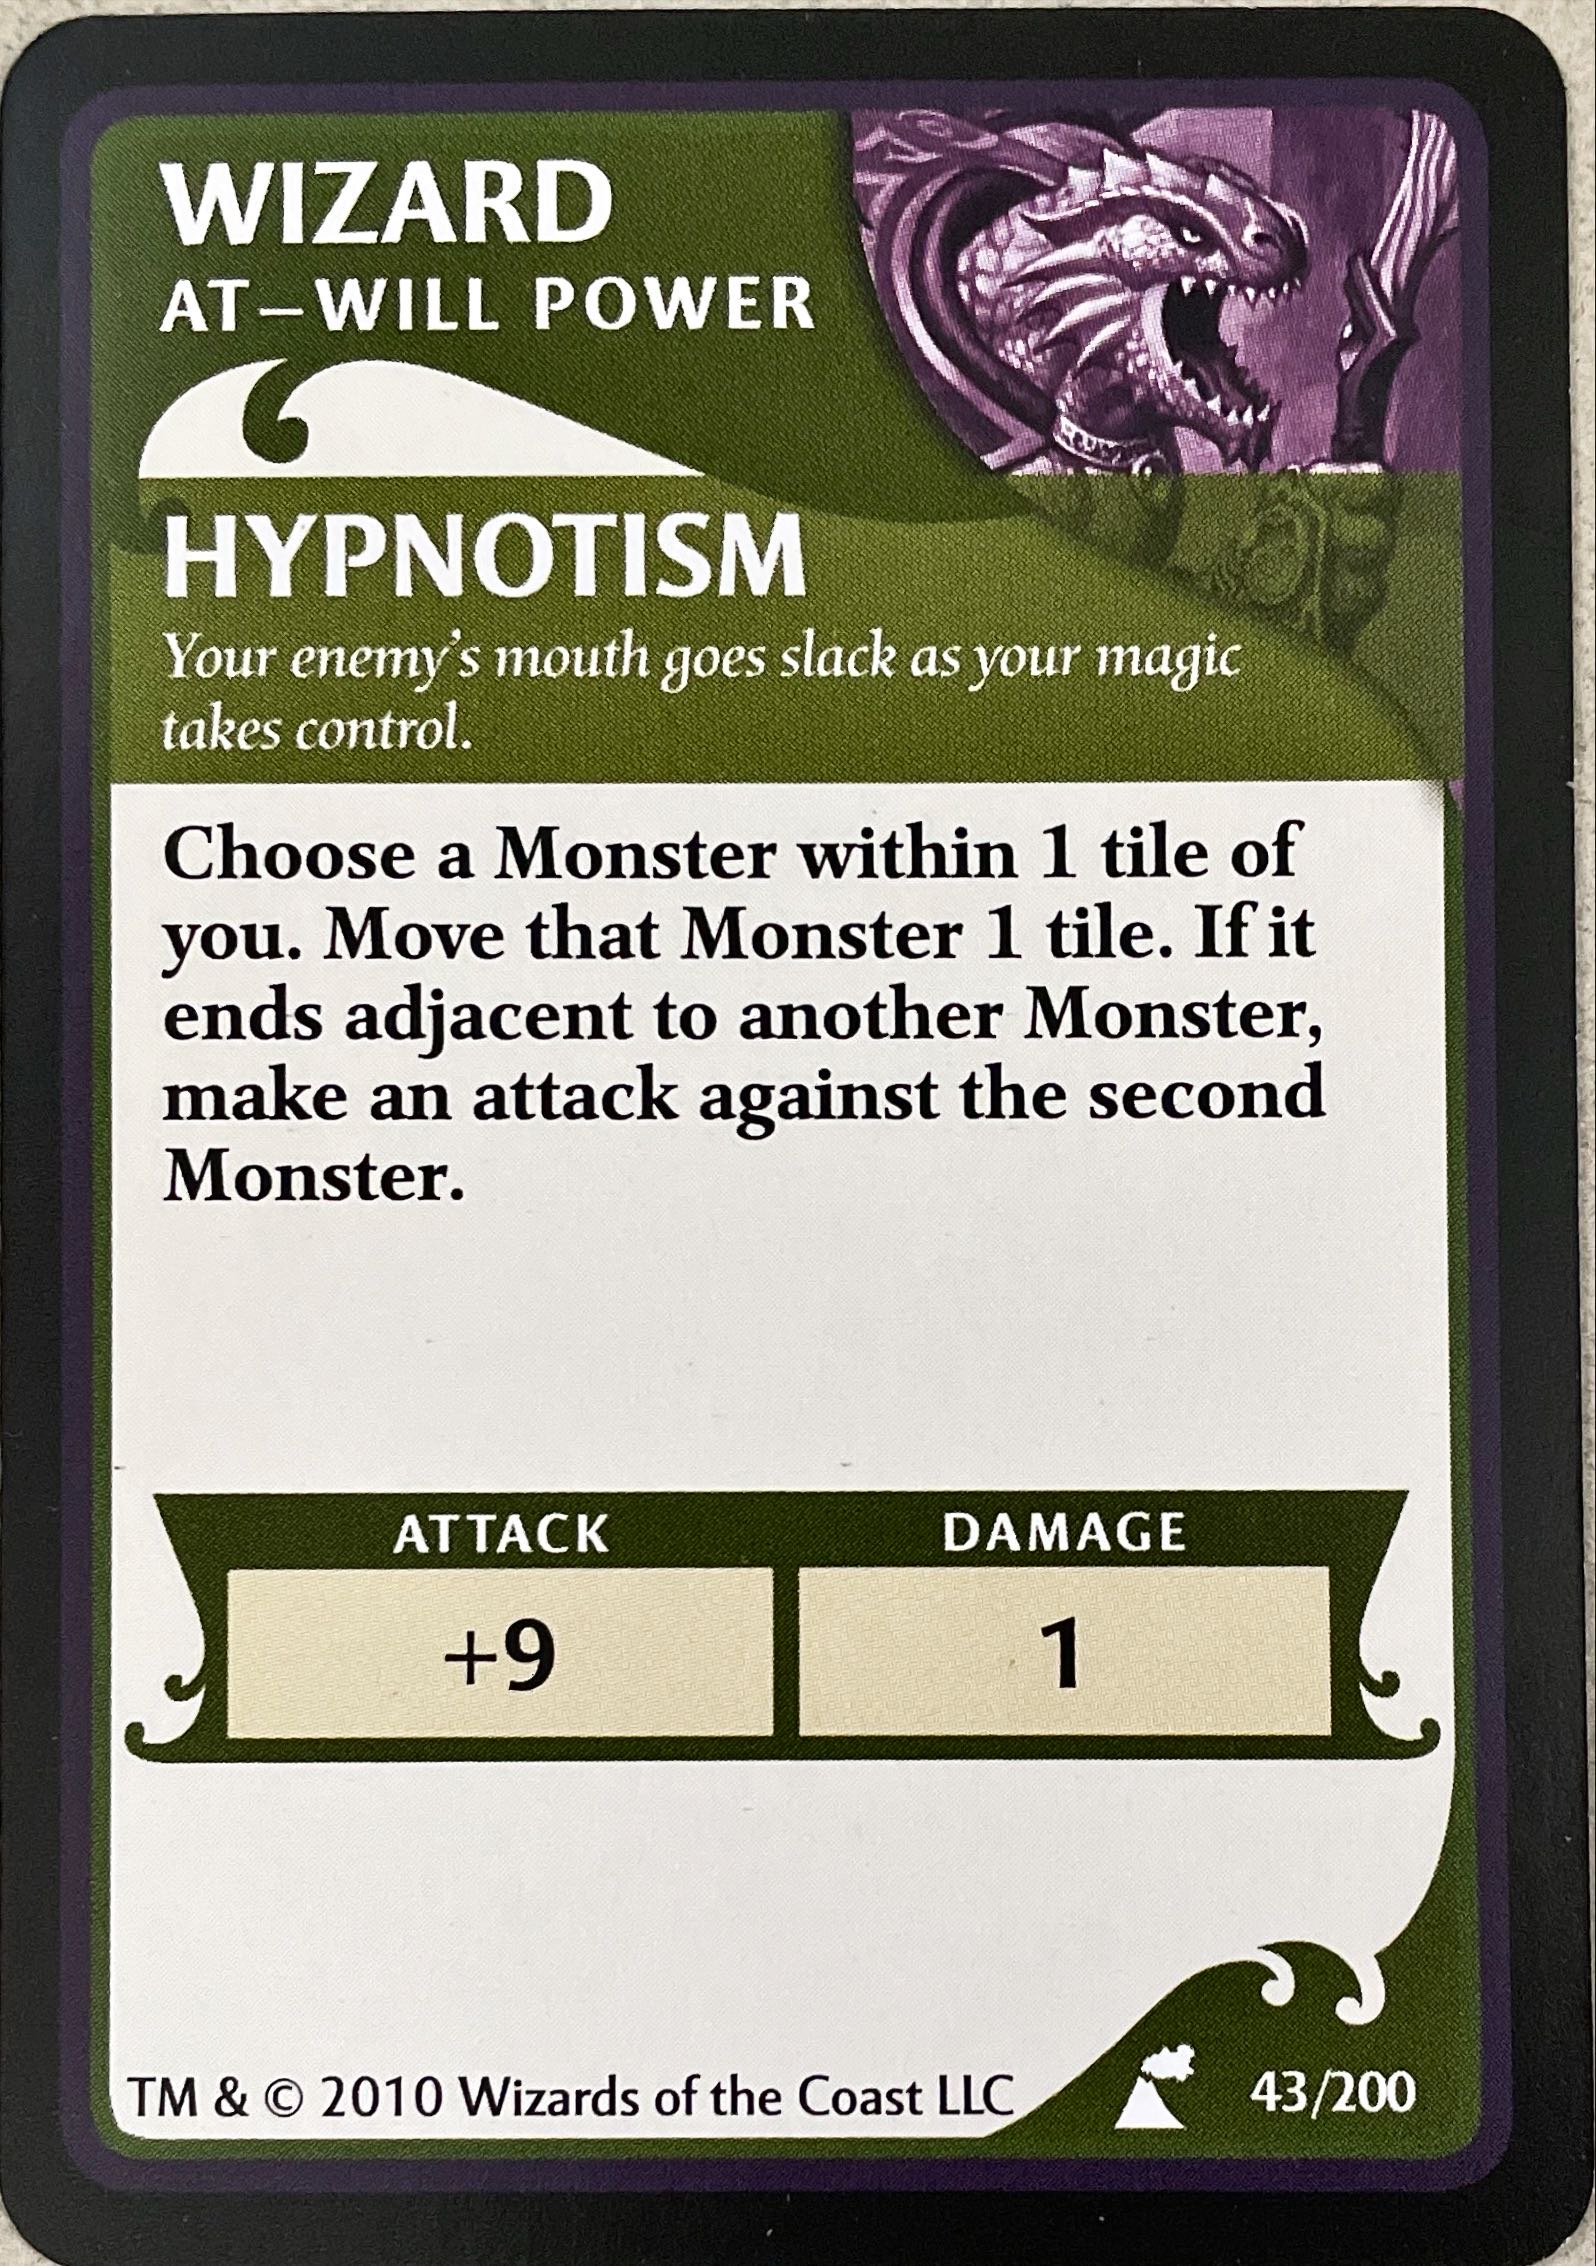 WIZARD
AT–WILL POWER
HYPNOTISM
Your enemy's mouth goes slack as your magic
takes control.
Choose a Monster within 1 tile of
you. Move that Monster 1 tile. If it
ends adjacent to another Monster,
make an attack against the second
Monster.
ATTACK DAMAGE
+9 1
TM & © 2010 Wizards of the Coast LLC 43/200